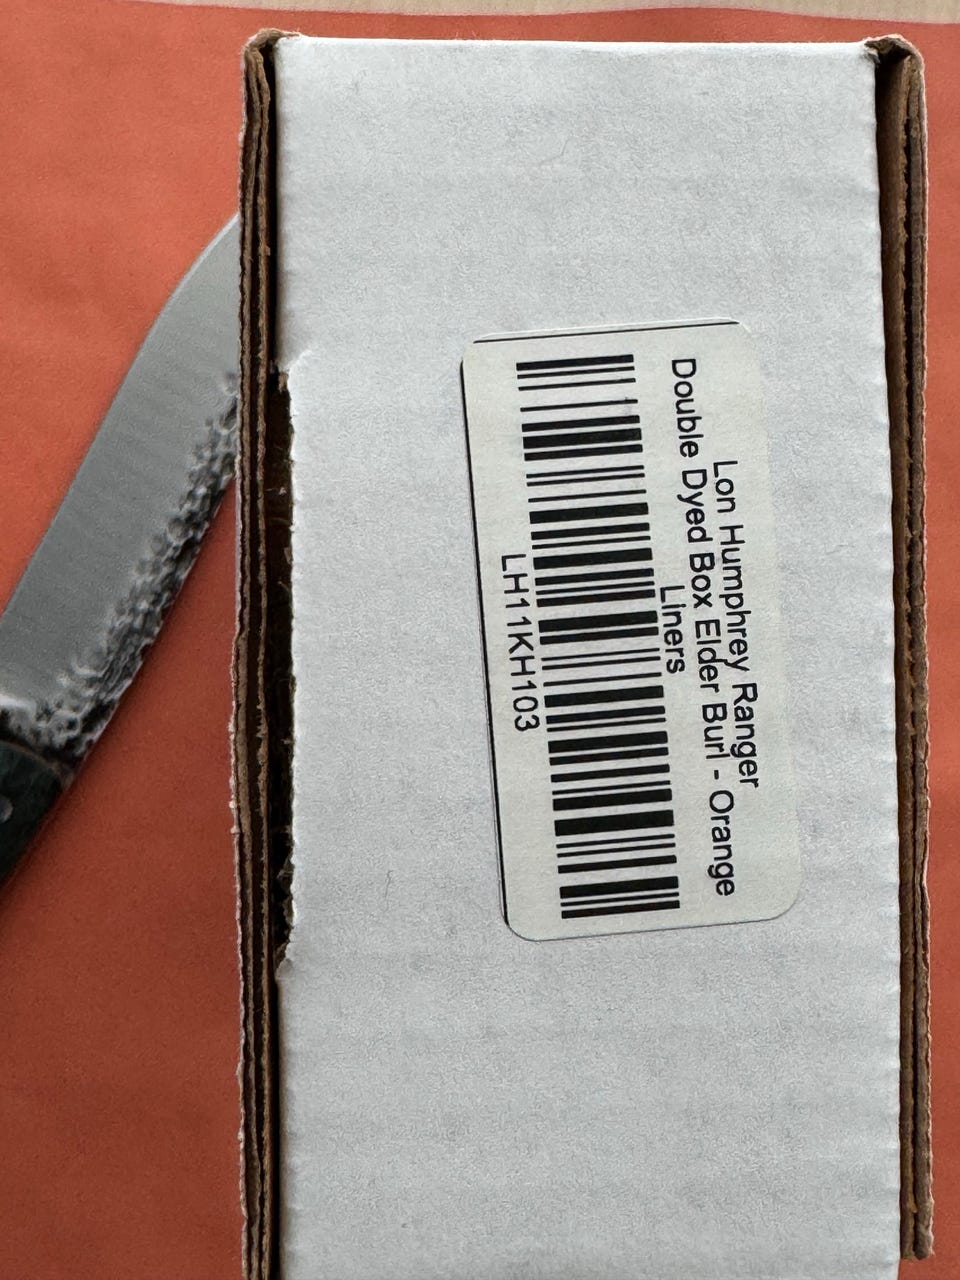 Lon Humphrey Ranger
Double Dyed Box Elder Burl - Orange
Liners
LH11KH103